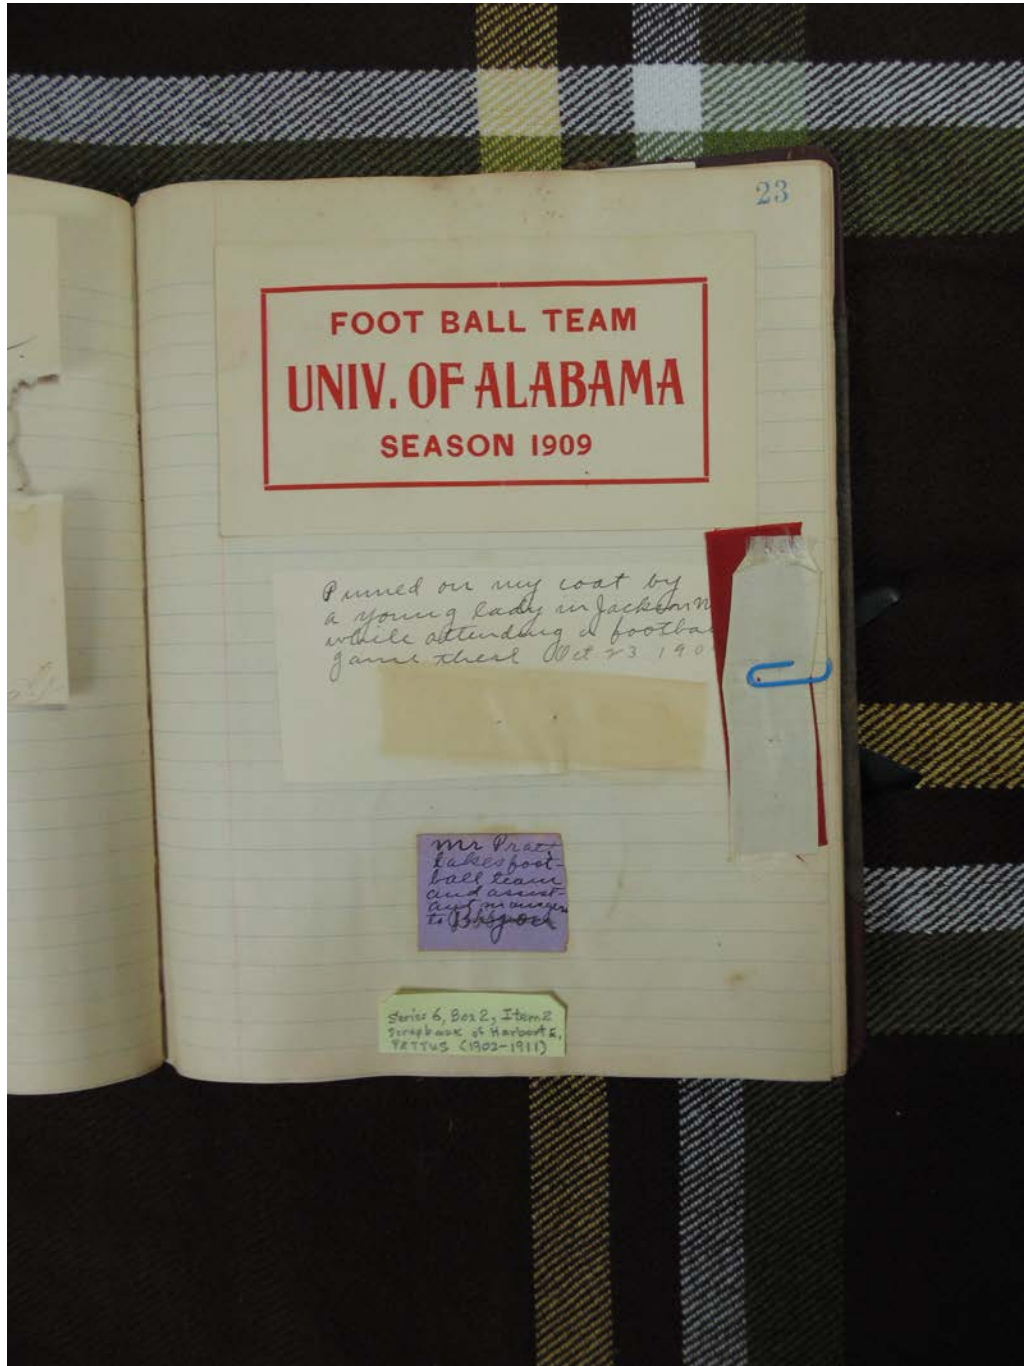 23
FOOT BALL TEAM
UNIV. OF ALABAMA
SEASON 1909
Pinned on my coat by
a young lady in Jackson
while attending a footba
game there Oct 23 190
Mr Prat
takes foot-
ball team
and assist-
ant manager
to
Series 6, Box 2, Item 2
Scrapbook of Harbart E.
PETTUS (1902-1911)